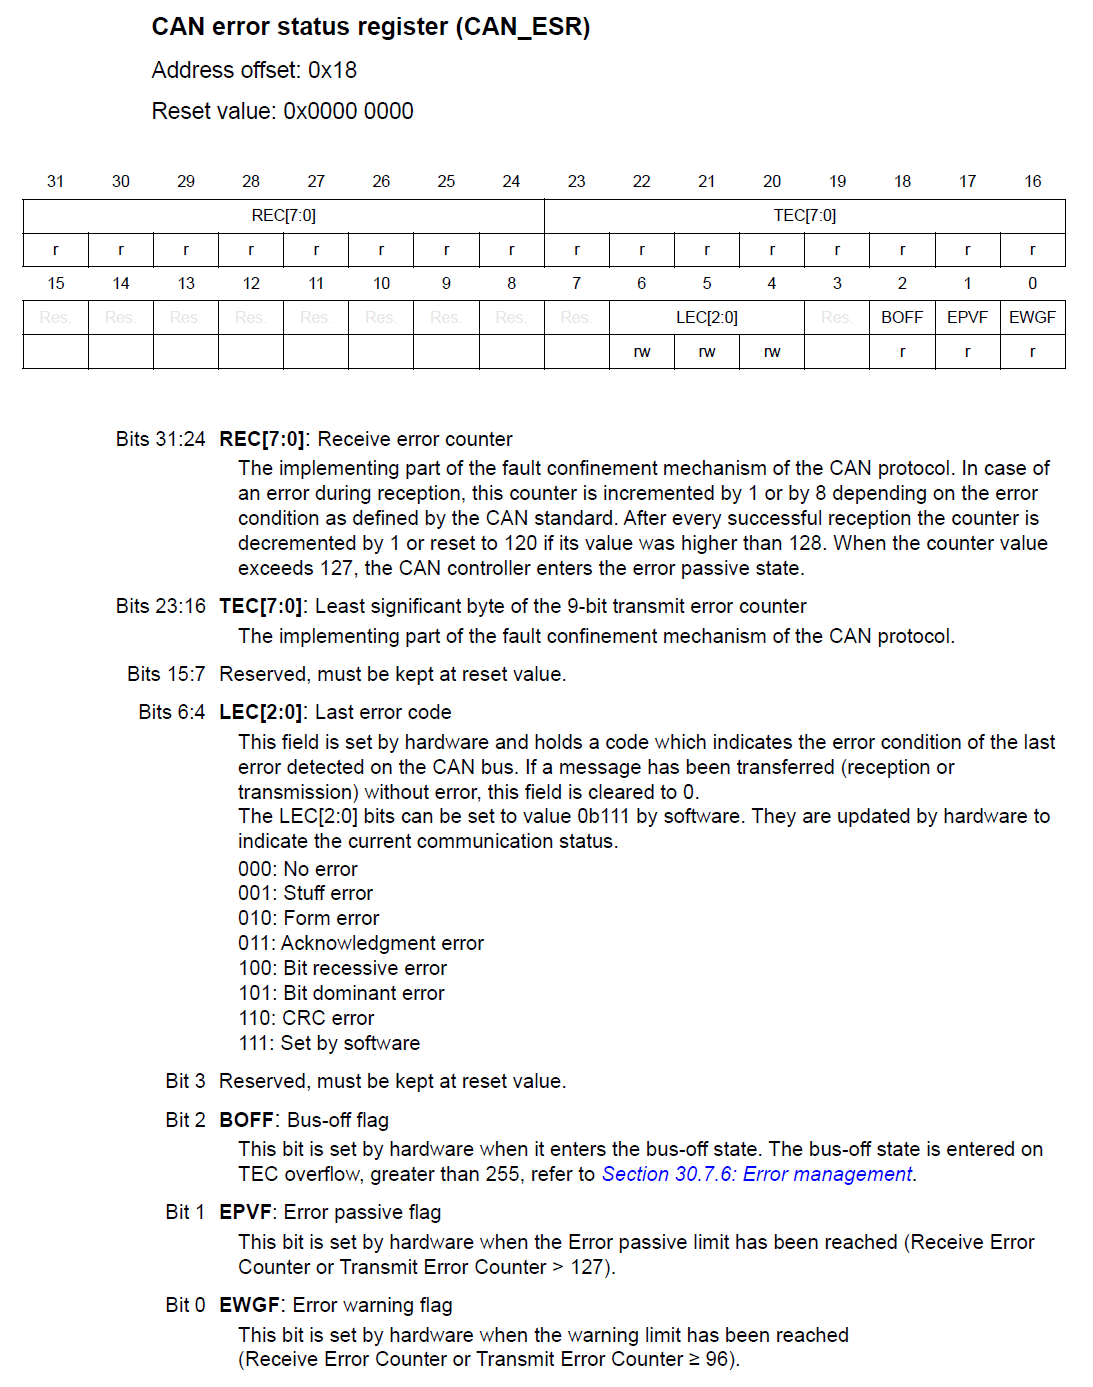 CAN error status register (CAN_ESR)
Address offset: 0x18
Reset value: 0x0000 0000
31 30 29 28 27 26 25 24 23 22 21 20 19 18 17 16
REC[7:0] TEC[7:0]
r r r r r r r r r r r r r r r r
15 14 13 12 11 10 9 8 7 6 5 4 3 2 1 0
Res. Res. Res. Res. Res. Res. Res. Res. Res. LEC[2:0] Res. BOFF EPVF EWGF
rw rw rw r r r
Bits 31:24 REC[7:0]: Receive error counter
The implementing part of the fault confinement mechanism of the CAN protocol. In case of
an error during reception, this counter is incremented by 1 or by 8 depending on the error
condition as defined by the CAN standard. After every successful reception the counter is
decremented by 1 or reset to 120 if its value was higher than 128. When the counter value
exceeds 127, the CAN controller enters the error passive state.
Bits 23:16 TEC[7:0]: Least significant byte of the 9-bit transmit error counter
The implementing part of the fault confinement mechanism of the CAN protocol.
Bits 15:7 Reserved, must be kept at reset value.
Bits 6:4 LEC[2:0]: Last error code
This field is set by hardware and holds a code which indicates the error condition of the last
error detected on the CAN bus. If a message has been transferred (reception or
transmission) without error, this field is cleared to 0.
The LEC[2:0] bits can be set to value 0b111 by software. They are updated by hardware to
indicate the current communication status.
000: No error
001: Stuff error
010: Form error
011: Acknowledgment error
100: Bit recessive error
101: Bit dominant error
110: CRC error
111: Set by software
Bit 3 Reserved, must be kept at reset value.
Bit 2 BOFF: Bus-off flag
This bit is set by hardware when it enters the bus-off state. The bus-off state is entered on
TEC overflow, greater than 255, refer to Section 30.7.6: Error management.
Bit 1 EPVF: Error passive flag
This bit is set by hardware when the Error passive limit has been reached (Receive Error
Counter or Transmit Error Counter > 127).
Bit 0 EWGF: Error warning flag
This bit is set by hardware when the warning limit has been reached
(Receive Error Counter or Transmit Error Counter ≥ 96).